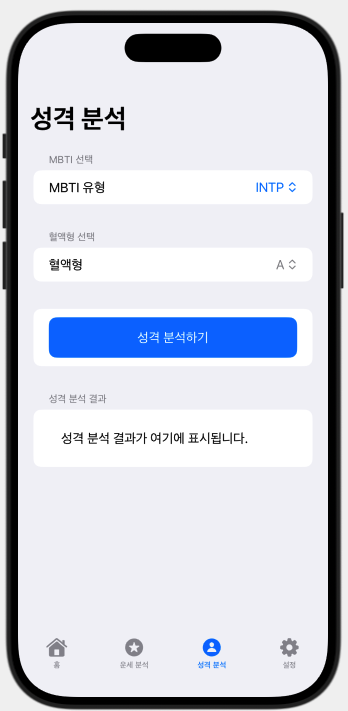 성격 분석
MBTI 선택
MBTI 유형 INTP
혈액형 선택
혈액형 A
성격 분석하기
성격 분석 결과
성격 분석 결과가 여기에 표시됩니다.
홈 운세 분석 성격 분석 설정